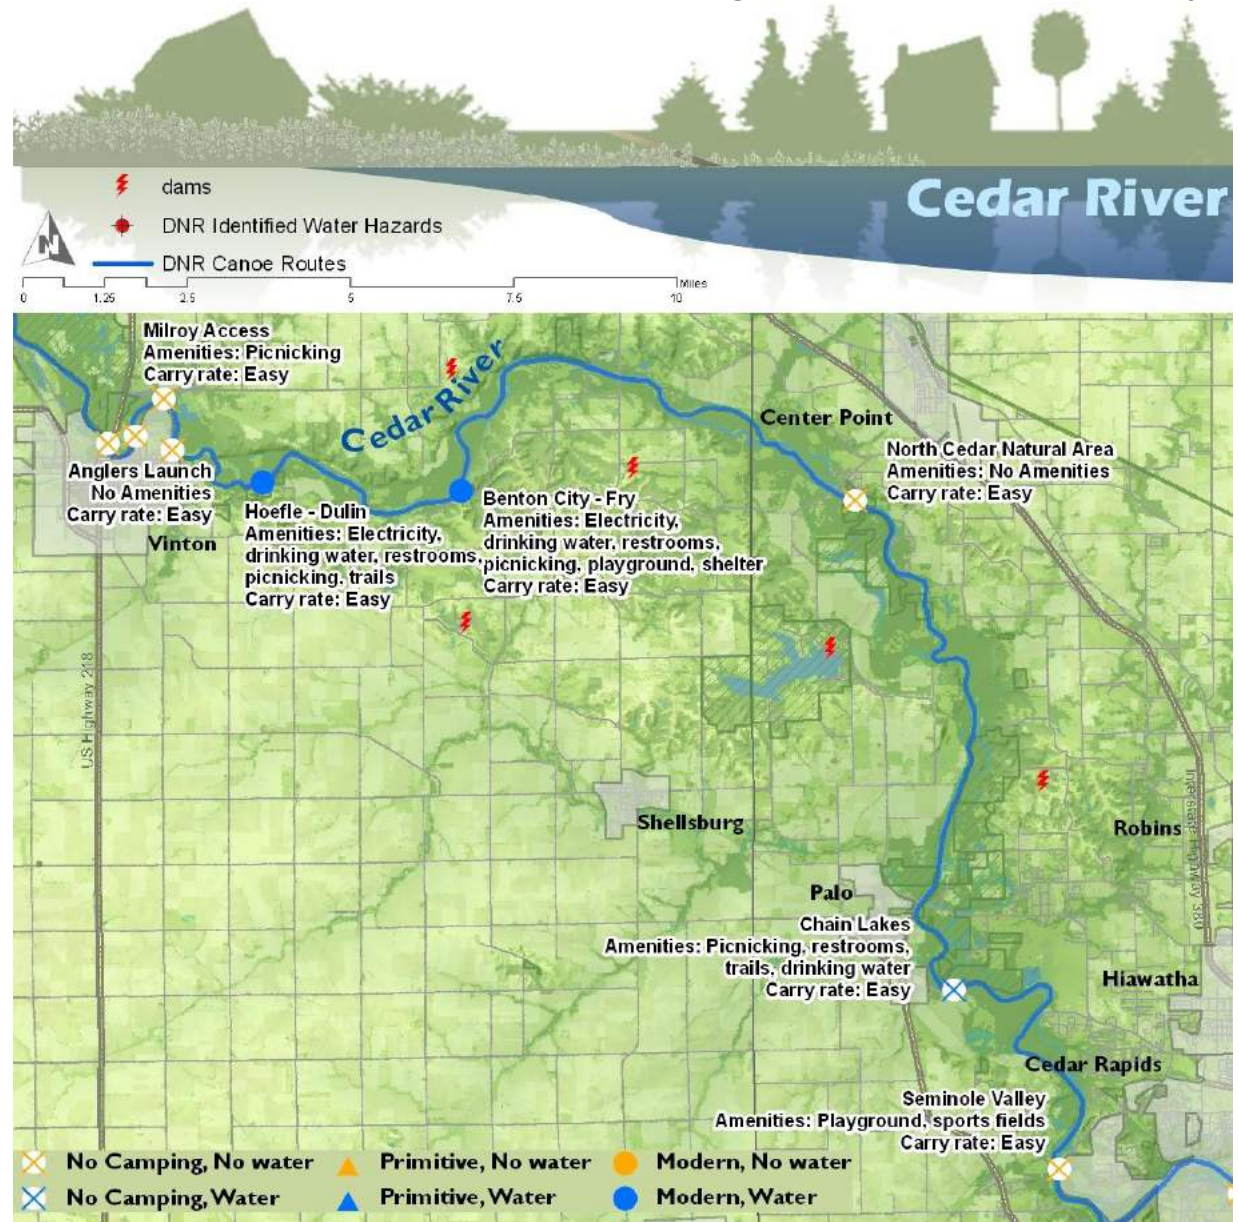 dams
DNR Identified Water Hazards
DNR Canoe Routes
Cedar River
N
Miles
0 1.25 2.5 5 7.5 10
Milroy Access
Amenities: Picnicking
Carry rate: Easy
Cedar River
Center Point
North Cedar Natural Area
Amenities: No Amenities
Carry rate: Easy
Anglers Launch
No Amenities
Carry rate: Easy
Vinton
Hoefle - Dulin
Amenities: Electricity,
drinking water, restrooms,
picnicking, trails
Carry rate: Easy
Benton City - Fry
Amenities: Electricity,
drinking water, restrooms,
picnicking, playground, shelter
Carry rate: Easy
US Highway 218
Shellsburg
Robins
Interstate Highway 380
Palo
Chain Lakes
Amenities: Picnicking, restrooms,
trails, drinking water
Carry rate: Easy
Hiawatha
Cedar Rapids
Seminole Valley
Amenities: Playground, sports fields
Carry rate: Easy
No Camping, No water
Primitive, No water
Modern, No water
No Camping, Water
Primitive, Water
Modern, Water